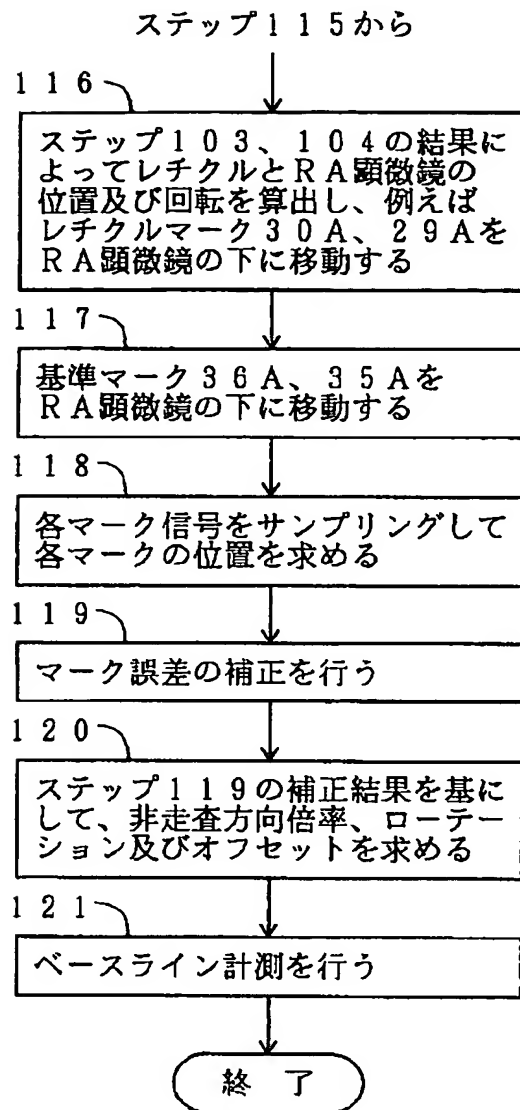 ステップ115から
116
ステップ103、104の結果に
よってレチクルとRA顕微鏡の
位置及び回転を算出し、例えば
レチクルマーク30A、29Aを
RA顕微鏡の下に移動する
117
基準マーク36A、35Aを
RA顕微鏡の下に移動する
118
各マーク信号をサンプリングして
各マークの位置を求める
119
マーク誤差の補正を行う
120
ステップ119の補正結果を基に
して、非走査方向倍率、ローテー
ション及びオフセットを求める
121
ベースライン計測を行う
終 了